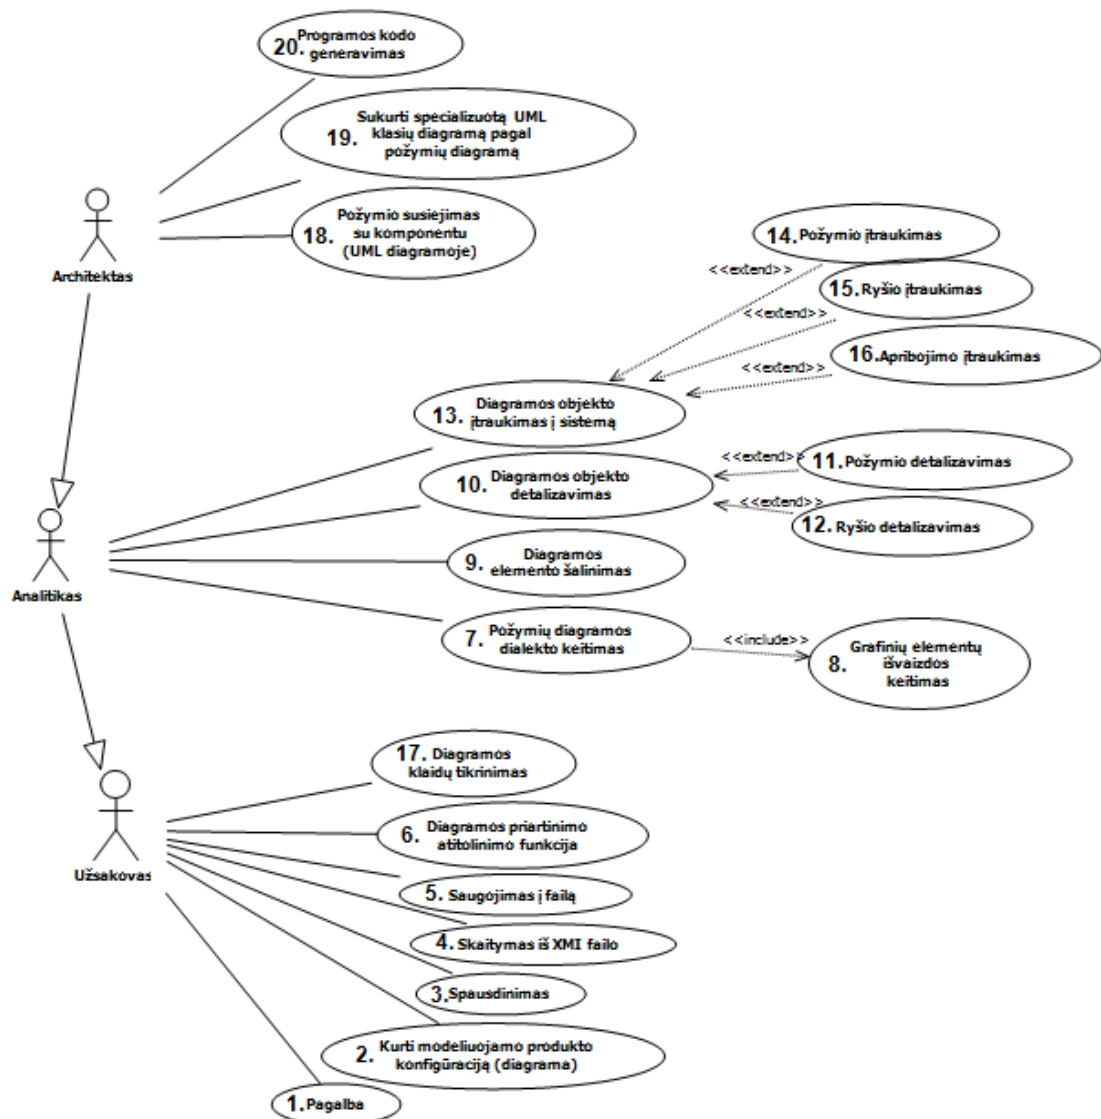 20. Programos kodo
generavimas
Sukurti specializuotą UML
19. klasių diagramą pagal
požymių diagramą
Požymio susiejimas
18. su komponentu
(UML diagramoje)
Architektas
14. Požymio įtraukimas
<<extend>>
15. Ryšio įtraukimas
<<extend>>
16. Apribojimo įtraukimas
<<extend>>
13. Diagramos objekto
įtraukimas į sistemą
10. Diagramos objekto
detalizavimas
<<extend>>
11. Požymio detalizavimas
<<extend>>
12. Ryšio detalizavimas
9. Diagramos
elemento šalinimas
Analitikas
7. Požymių diagramos
dialekto keitimas
<<include>>
Grafinių elementų
8. išvaizdos
keitimas
17. Diagramos
klaidų tikrinimas
6. Diagramos priartinimo
atitolinimo funkcija
Užsakovas
5. Saugojimas į failą
4. Skaitymas iš XMI failo
3. Spausdinimas
2. Kurti modeliuojamo produkto
konfigūraciją (diagrama)
1. Pagalba